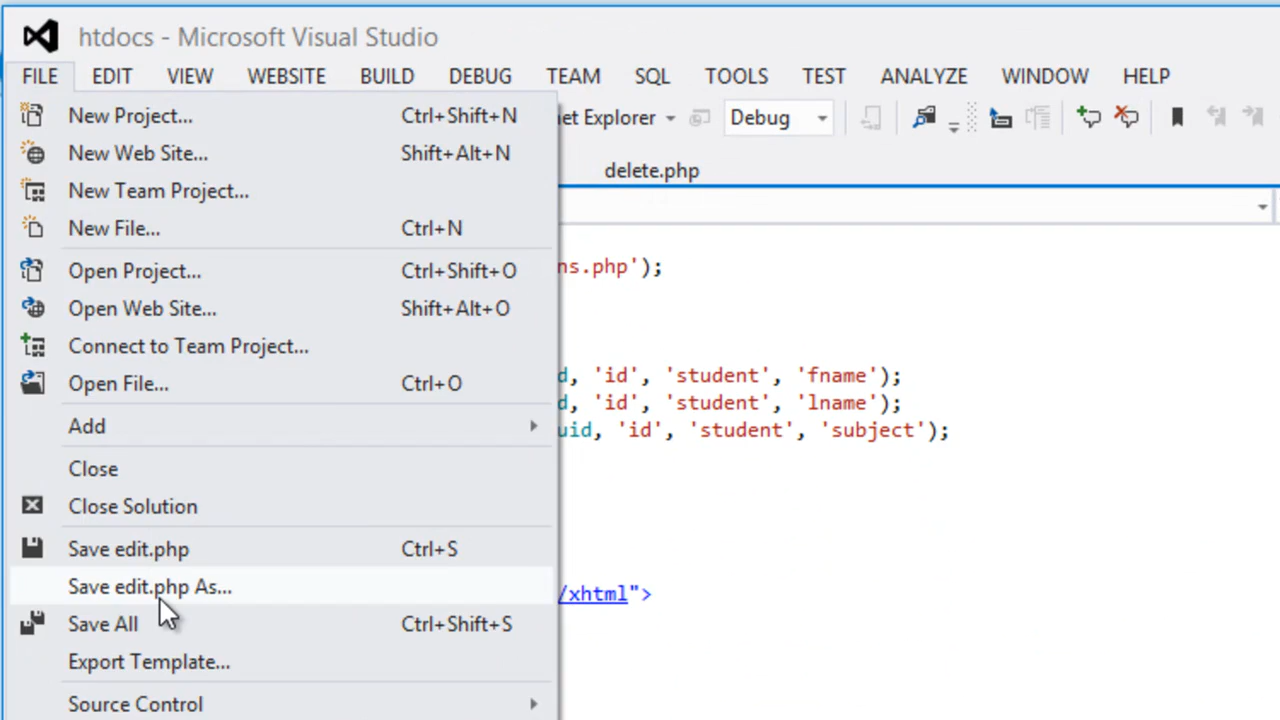 htdocs - Microsoft Visual Studio
FILE EDIT VIEW WEBSITE BUILD DEBUG TEAM SQL TOOLS TEST ANALYZE WINDOW HELP
New Project... Ctrl+Shift+N
et Explorer Debug
New Web Site... Shift+Alt+N
delete.php
New Team Project...
New File... Ctrl+N
Open Project... Ctrl+Shift+O
ns.php');
Open Web Site... Shift+Alt+O
Connect to Team Project...
Open File... Ctrl+O
d, 'id', 'student', 'fname');
d, 'id', 'student', 'lname');
Add
uid, 'id', 'student', 'subject');
Close
Close Solution
Save edit.php Ctrl+S
Save edit.php As...
/xhtml">
Save All Ctrl+Shift+S
Export Template...
Source Control